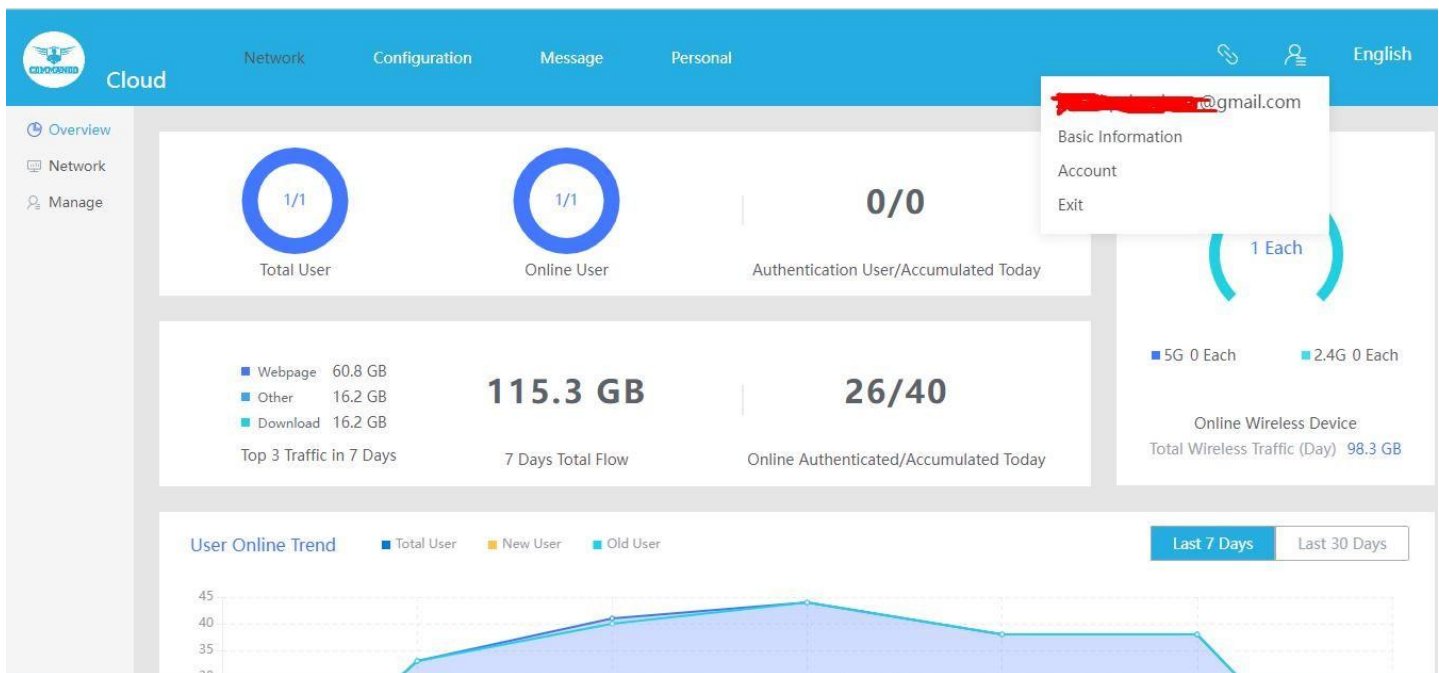 COMMANDO
Cloud
Network Configuration Message Personal English
@gmail.com
Basic Information
Account
Exit
Overview
Network
Manage
1/1
Total User
1/1
Online User
0/0
Authentication User/Accumulated Today
1 Each
5G 0 Each 2.4G 0 Each
Online Wireless Device
Total Wireless Traffic (Day) 98.3 GB
Webpage 60.8 GB
Other 16.2 GB
Download 16.2 GB
Top 3 Traffic in 7 Days
115.3 GB
7 Days Total Flow
26/40
Online Authenticated/Accumulated Today
User Online Trend Total User New User Old User Last 7 Days Last 30 Days
45
40
35